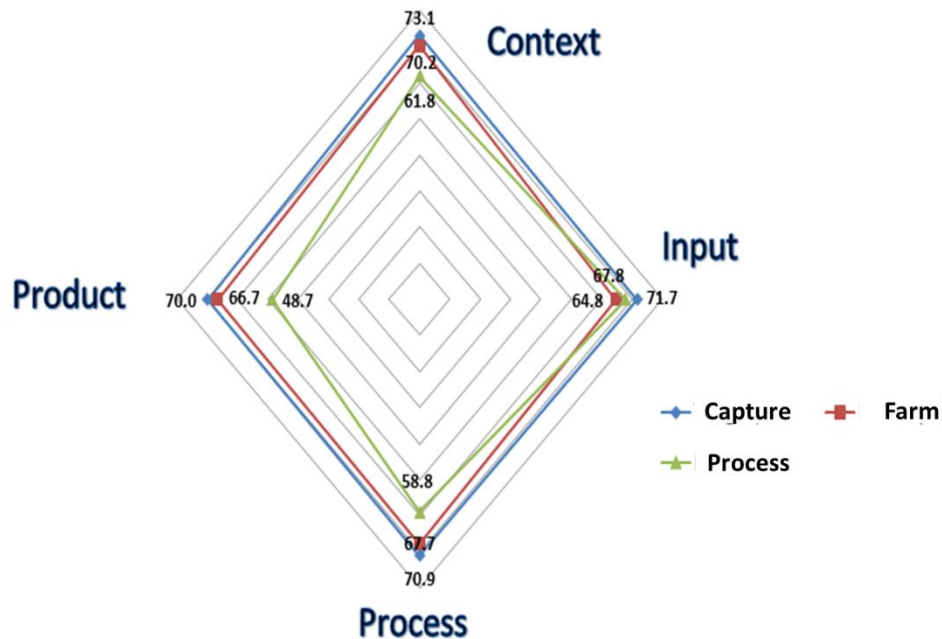 73.1
Context
70.2
61.8
Input
67.8
Product
70.0
66.7
48.7
64.8
71.7
Capture
Farm
Process
58.8
67.7
70.9
Process